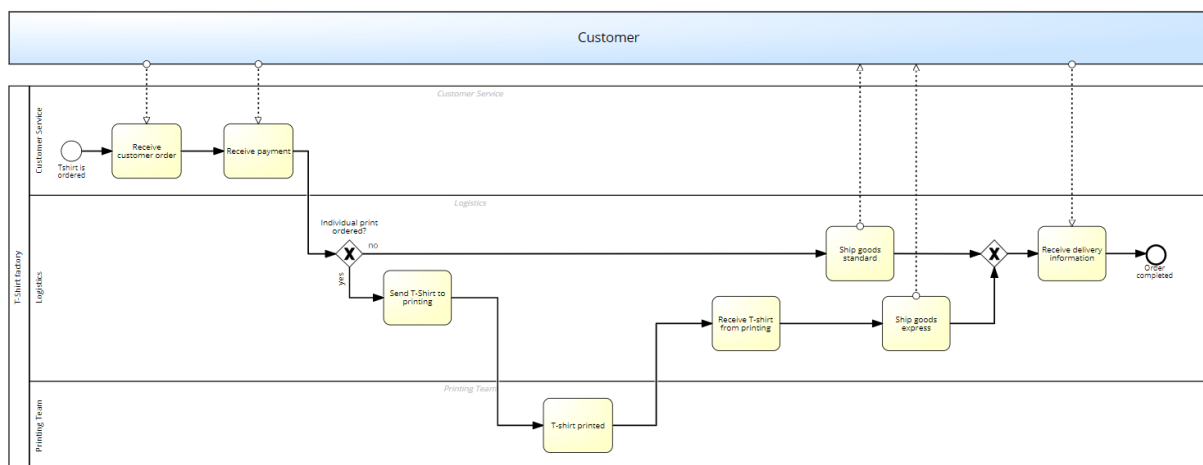 Customer
Customer Service
Customer Service
Receive
customer order
Receive payment
Tshirt is
ordered
Logistics
T-Shirt factory
Logistics
Individual print
ordered?
no
yes
Ship goods
standard
Receive delivery
information
Order
completed
Send T-Shirt to
printing
Receive T-shirt
from printing
Ship goods
express
Printing Team
Printing Team
T-shirt printed